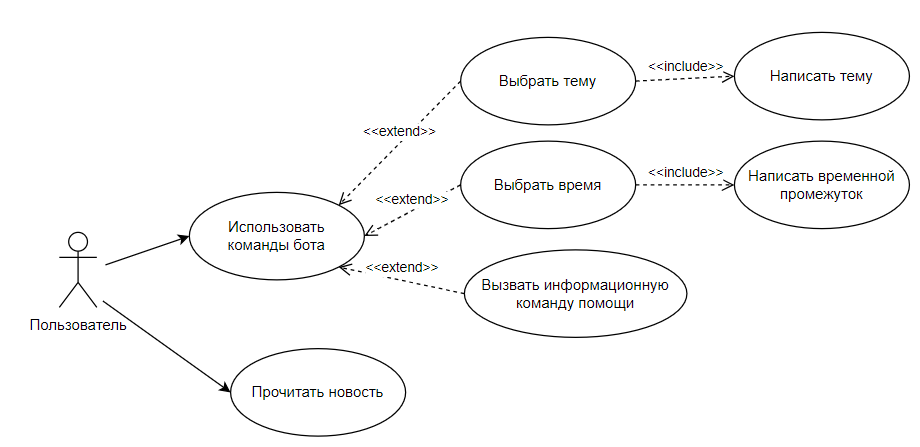 <<include>>
Выбрать тему
Написать тему
<<extend>>
<<include>>
Выбрать время
Написать временной
промежуток
<<extend>>
Использовать
команды бота
<<extend>>
Вызвать информационную
команду помощи
Пользователь
Прочитать новость